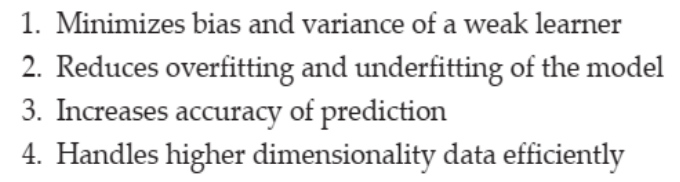 1. Minimizes bias and variance of a weak learner
2. Reduces overfitting and underfitting of the model
3. Increases accuracy of prediction
4. Handles higher dimensionality data efficiently